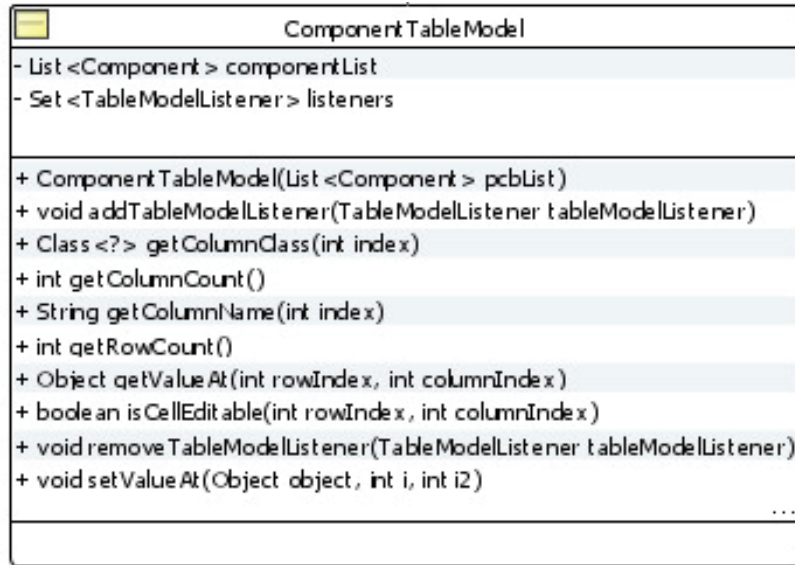 ComponentTableModel
- List<Component> componentList
- Set<TableModelListener> listeners
+ ComponentTableModel(List<Component> pcbList)
+ void addTableModelListener(TableModelListener tableModelListener)
+ Class<?> getColumnClass(int index)
+ int getColumnCount()
+ String getColumnName(int index)
+ int getRowCount()
+ Object getValueAt(int rowIndex, int columnIndex)
+ boolean isCellEditable(int rowIndex, int columnIndex)
+ void removeTableModelListener(TableModelListener tableModelListener)
+ void setValueAt(Object object, int i, int i2)
...